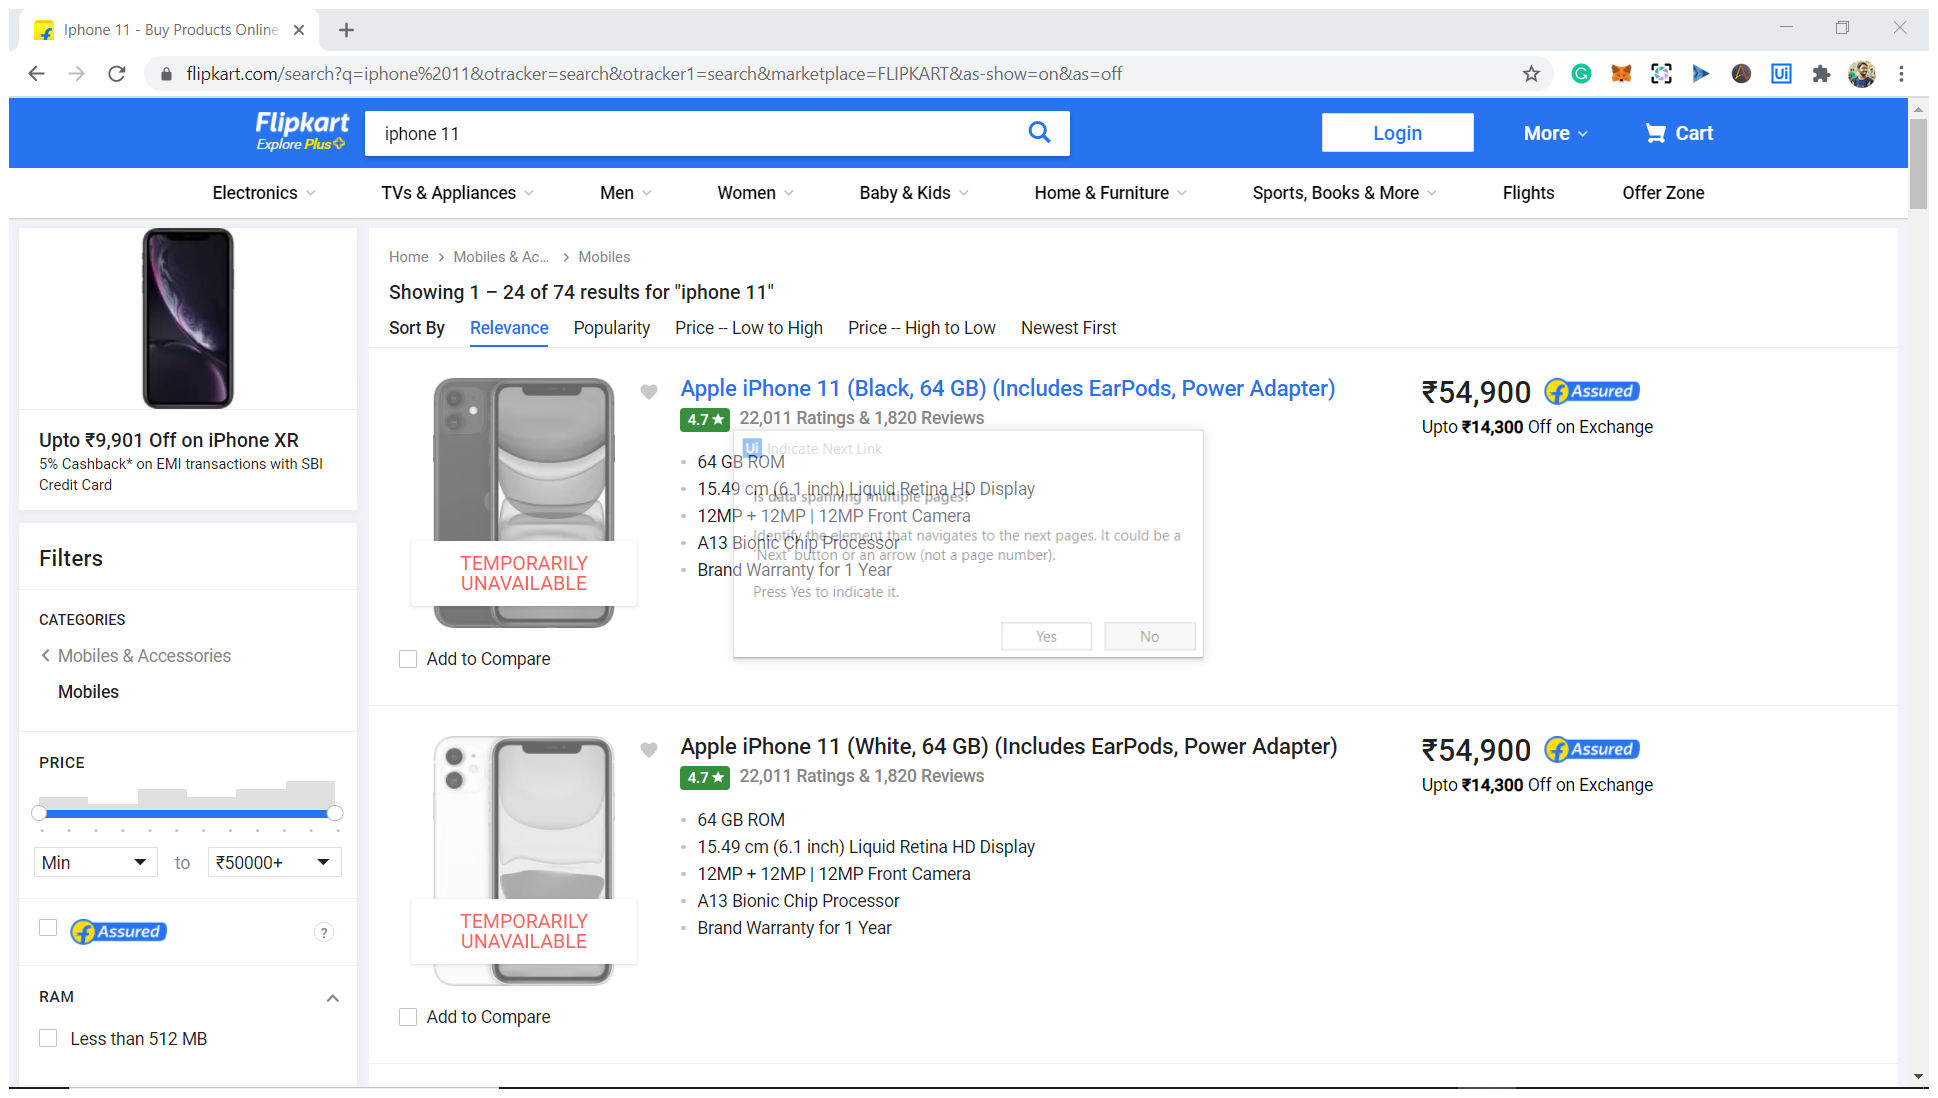 Iphone 11 - Buy Products Online
flipkart.com/search?q=iphone%2011&otracker=search&otracker1=search&marketplace=FLIPKART&as-show=on&as=off
Flipkart
Explore Plus
iphone 11
Login
More
Cart
Electronics
TVs & Appliances
Men
Women
Baby & Kids
Home & Furniture
Sports, Books & More
Flights
Offer Zone
Upto ₹9,901 Off on iPhone XR
5% Cashback* on EMI transactions with SBI
Credit Card
Filters
CATEGORIES
Mobiles & Accessories
Mobiles
PRICE
Min
to
₹50000+
Assured
?
RAM
Less than 512 MB
Home
Mobiles & Ac...
Mobiles
Showing 1 – 24 of 74 results for "iphone 11"
Sort By
Relevance
Popularity
Price -- Low to High
Price -- High to Low
Newest First
TEMPORARILY
UNAVAILABLE
Add to Compare
Apple iPhone 11 (Black, 64 GB) (Includes EarPods, Power Adapter)
4.7★
22,011 Ratings & 1,820 Reviews
64 GB ROM
15.49 cm (6.1 inch) Liquid Retina HD Display
12MP + 12MP | 12MP Front Camera
A13 Bionic Chip Processor
Brand Warranty for 1 Year
₹54,900
Assured
Upto ₹14,300 Off on Exchange
Ui
Indicate Next Link
Is data spanning multiple pages?
Identify the element that navigates to the next pages. It could be a
'Next' button or an arrow (not a page number).
Press Yes to indicate it.
Yes
No
TEMPORARILY
UNAVAILABLE
Add to Compare
Apple iPhone 11 (White, 64 GB) (Includes EarPods, Power Adapter)
4.7★
22,011 Ratings & 1,820 Reviews
64 GB ROM
15.49 cm (6.1 inch) Liquid Retina HD Display
12MP + 12MP | 12MP Front Camera
A13 Bionic Chip Processor
Brand Warranty for 1 Year
₹54,900
Assured
Upto ₹14,300 Off on Exchange